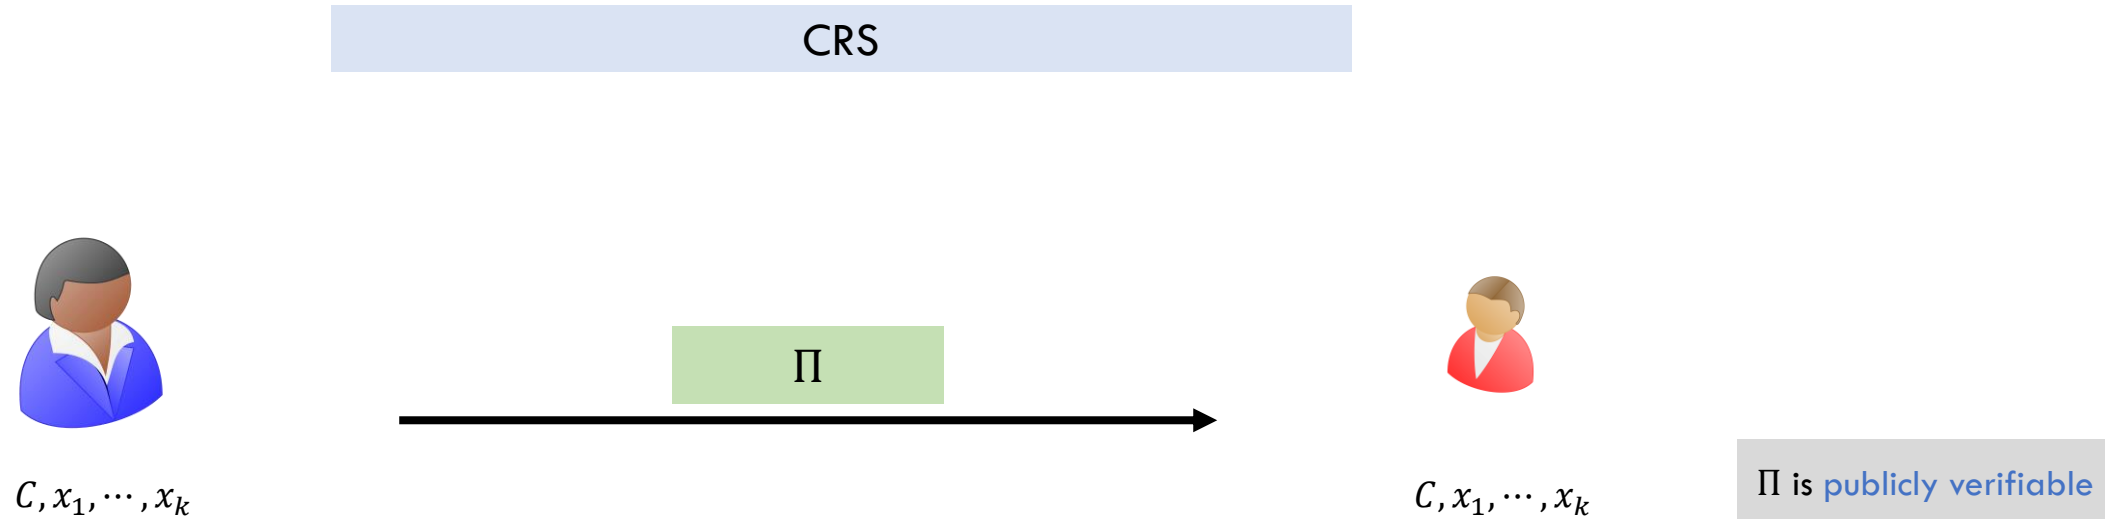 CRS
Π
C, x₁, ⋯ , xₖ
C, x₁, ⋯ , xₖ
Π is publicly verifiable